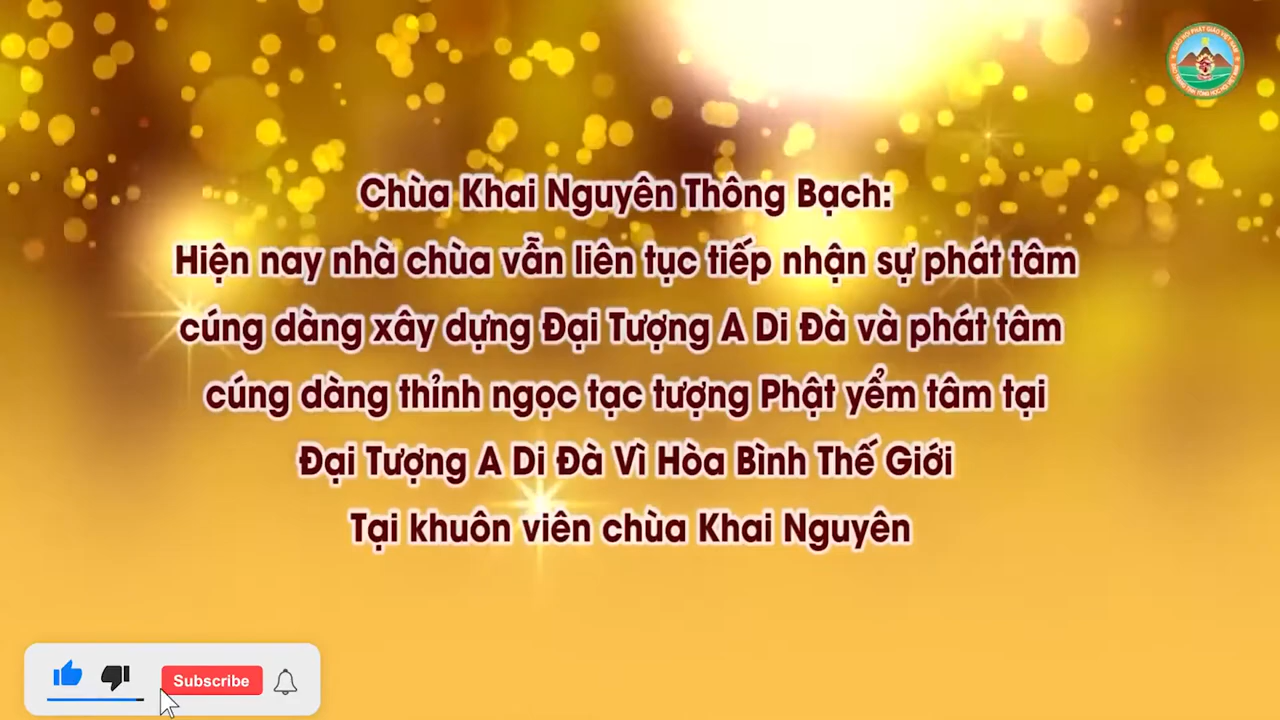 Chùa Khai Nguyên Thông Bạch:
Hiện nay nhà chùa vẫn liên tục tiếp nhận sự phát tâm
cúng dàng xây dựng Đại Tượng A Di Đà và phát tâm
cúng dàng thỉnh ngọc tạc tượng Phật yểm tâm tại
Đại Tượng A Di Đà Vì Hòa Bình Thế Giới
Tại khuôn viên chùa Khai Nguyên
Subscribe